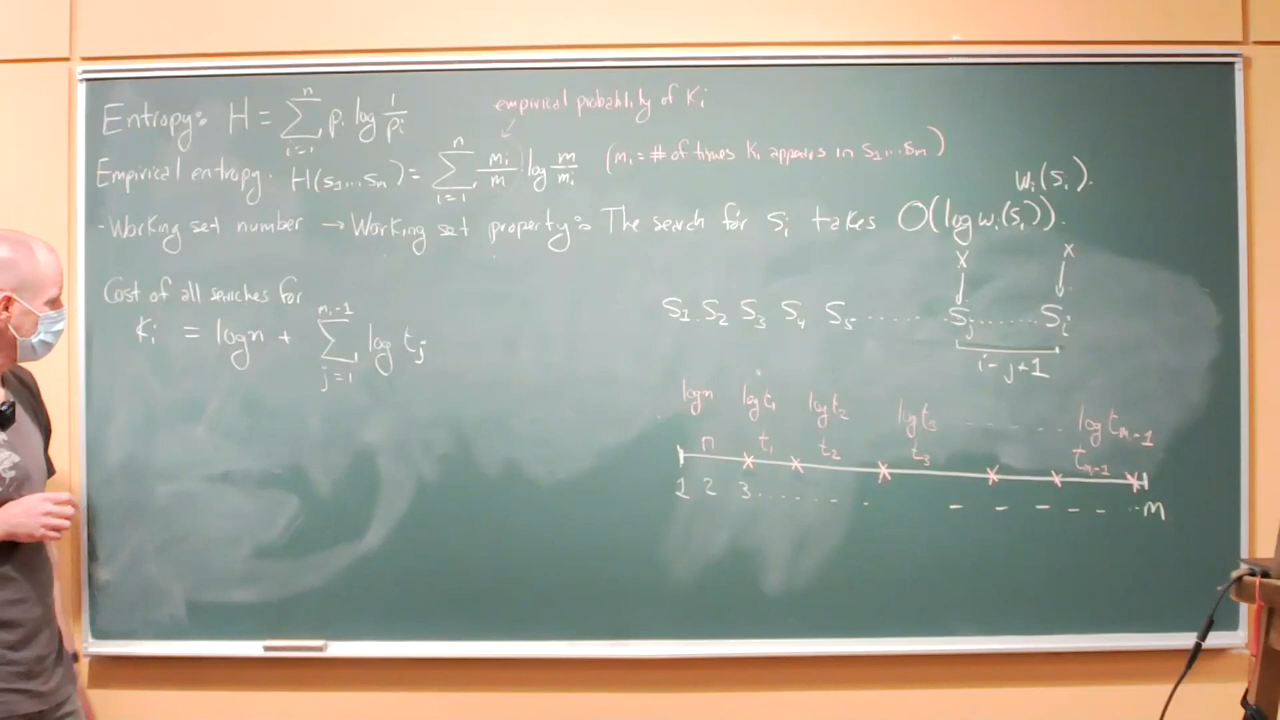 Entropy: H = ∑_{i=1}^{n} p_i log 1/p_i
empirical probability of K_i
Empirical entropy. H(s_1...s_m) = ∑_{i=1}^{n} m_i/m log m/m_i (m_i = # of times K_i appears in s_1...s_m)
w_i(s_i).
- Working set number → Working set property: The search for s_i takes O(log w_i(s_i)).
x x
Cost of all searches for
K_i = log n + ∑_{j=1}^{m_i-1} log t_j
S_1 S_2 S_3 S_4 S_5 ........ S_j ....... S_i
i-j+1
log n log t_1 log t_2 log t_3 ------- log t_{m_i-1}
n t_1 t_2 t_3 t_{m_i-1}
1 2 3 ....... - - - - - .. m